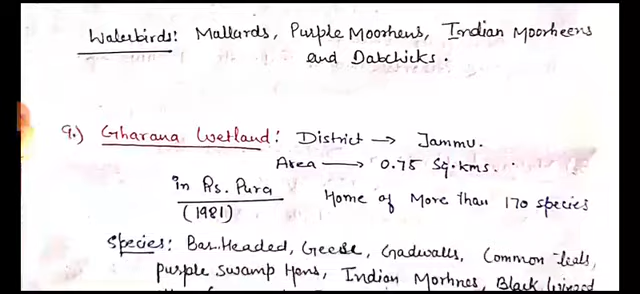 Waterbirds: Mallards, Purple Moorhens, Indian Moorheens
and Dabchicks.
9.) Gharana Wetland: District → Jammu.
Area → 0.75 Sq.kms.
in R.s. Pura Home of More than 170 species
(1981)
Species: Bar.Headed, Geese, Gadwalls, Common teals,
purple swamp Hens, Indian Morhnes, Black Winged